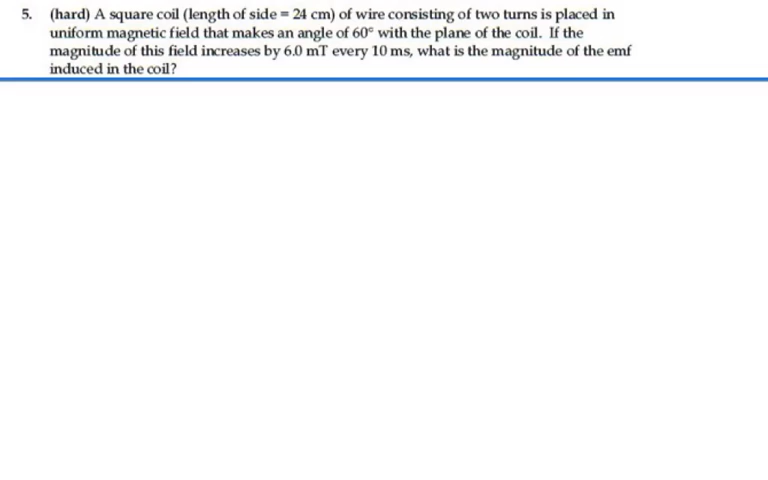 5. (hard) A square coil (length of side = 24 cm) of wire consisting of two turns is placed in
uniform magnetic field that makes an angle of 60° with the plane of the coil. If the
magnitude of this field increases by 6.0 mT every 10 ms, what is the magnitude of the emf
induced in the coil?